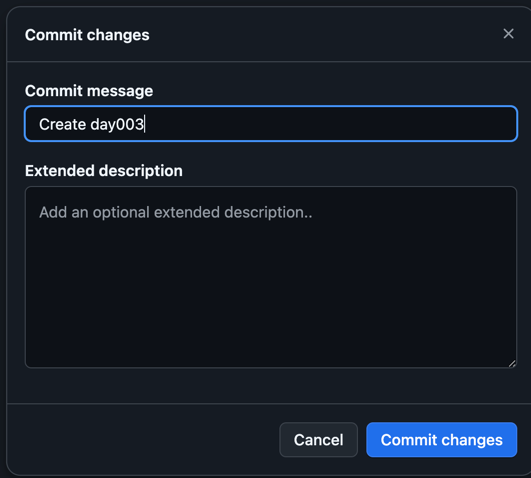 Commit changes
Commit message
Create day003
Extended description
Add an optional extended description..
Cancel
Commit changes